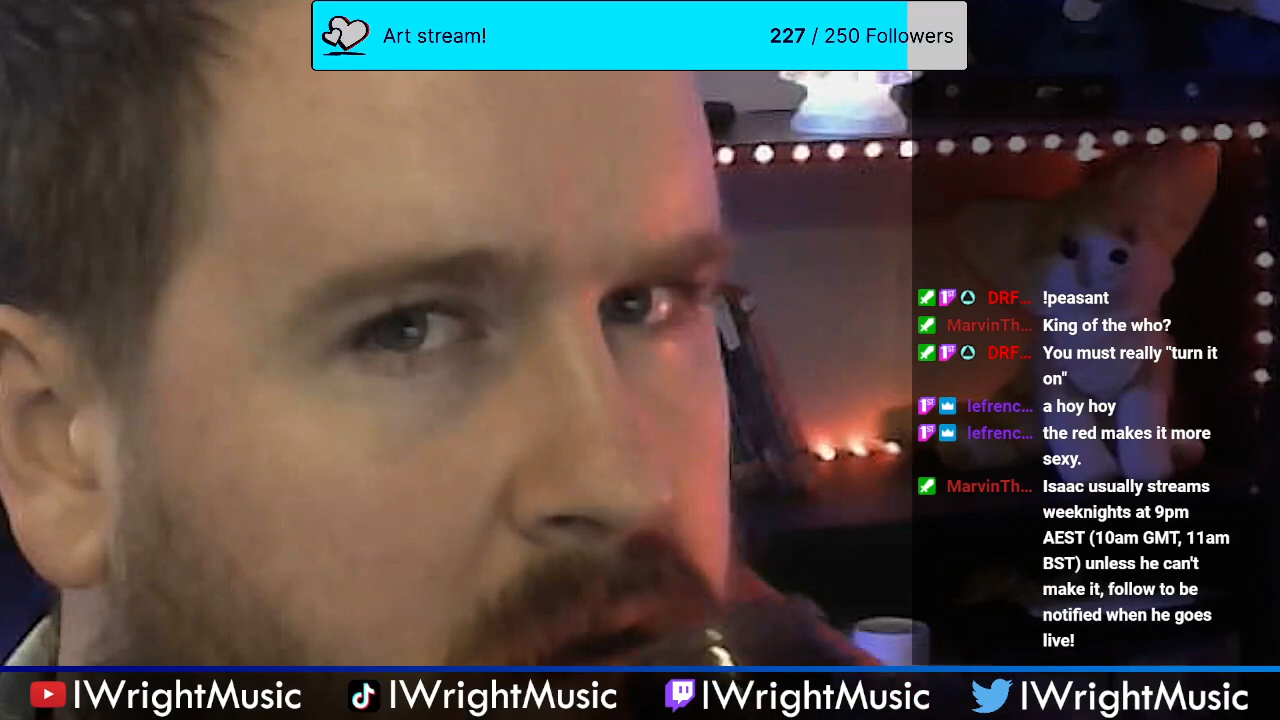 Art stream!
227 / 250 Followers
DRF... !peasant
MarvinTh... King of the who?
DRF... You must really "turn it
on"
lefrenc... a hoy hoy
lefrenc... the red makes it more
sexy.
MarvinTh... Isaac usually streams
weeknights at 9pm
AEST (10am GMT, 11am
BST) unless he can't
make it, follow to be
notified when he goes
live!
IWrightMusic IWrightMusic IWrightMusic IWrightMusic